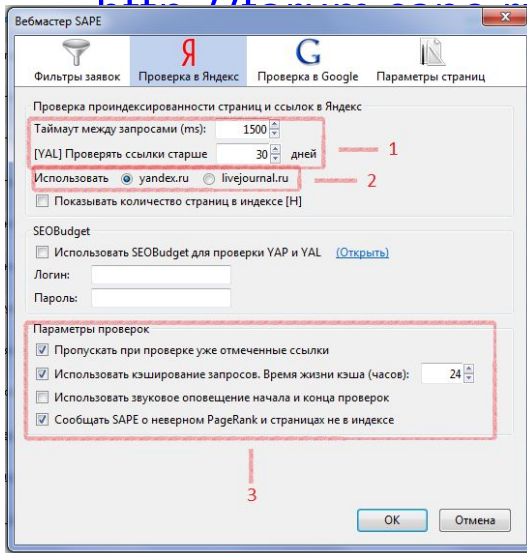 http://forum.sape.r
Вебмастер SAPE
Фильтры заявок Проверка в Яндекс Проверка в Google Параметры страниц
Проверка проиндексированности страниц и ссылок в Яндекс
Таймаут между запросами (ms): 1500
[YAL] Проверять ссылки старше 30 дней
1
Использовать yandex.ru livejournal.ru
2
Показывать количество страниц в индексе [H]
SEOBudget
Использовать SEOBudget для проверки YAP и YAL (Открыть)
Логин:
Пароль:
Параметры проверок
Пропускать при проверке уже отмеченные ссылки
Использовать кэширование запросов. Время жизни кэша (часов): 24
Использовать звуковое оповещение начала и конца проверок
Сообщать SAPE о неверном PageRank и страницах не в индексе
3
OK Отмена